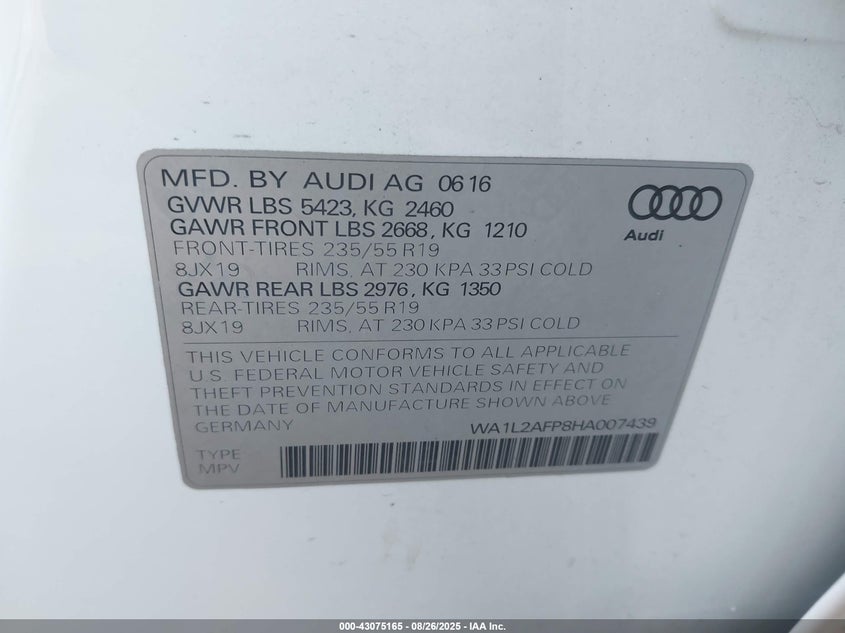 MFD. BY AUDI AG 06 16
GVWR LBS 5423, KG 2460
GAWR FRONT LBS 2668, KG 1210
FRONT-TIRES 235/55 R19
8JX19 RIMS, AT 230 KPA 33 PSI COLD
GAWR REAR LBS 2976, KG 1350
REAR-TIRES 235/55 R19
8JX19 RIMS, AT 230 KPA 33 PSI COLD
Audi
THIS VEHICLE CONFORMS TO ALL APPLICABLE
U.S. FEDERAL MOTOR VEHICLE SAFETY AND
THEFT PREVENTION STANDARDS IN EFFECT ON
THE DATE OF MANUFACTURE SHOWN ABOVE
GERMANY WA1L2AFP8HA007439
TYPE
MPV
000-43075165 - 08/26/2025 - IAA Inc.